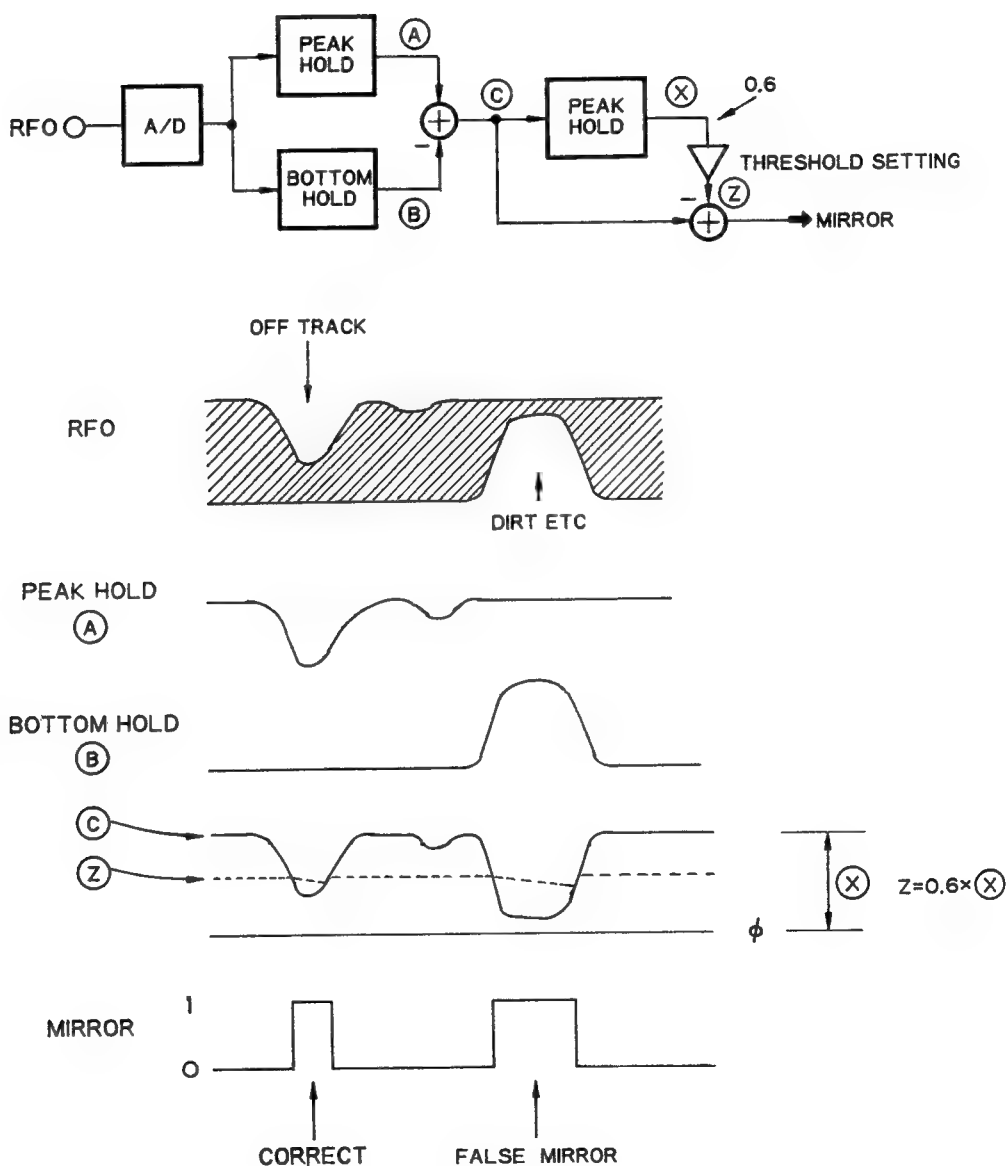 PEAK
HOLD
A
RFO
A/D
+
−
BOTTOM
HOLD
B
C
PEAK
HOLD
X
0.6
THRESHOLD SETTING
−
Z
+
MIRROR
OFF TRACK
RFO
DIRT ETC
PEAK HOLD
A
BOTTOM HOLD
B
C
Z
X
Z=0.6×X
ϕ
MIRROR
1
0
CORRECT
FALSE MIRROR